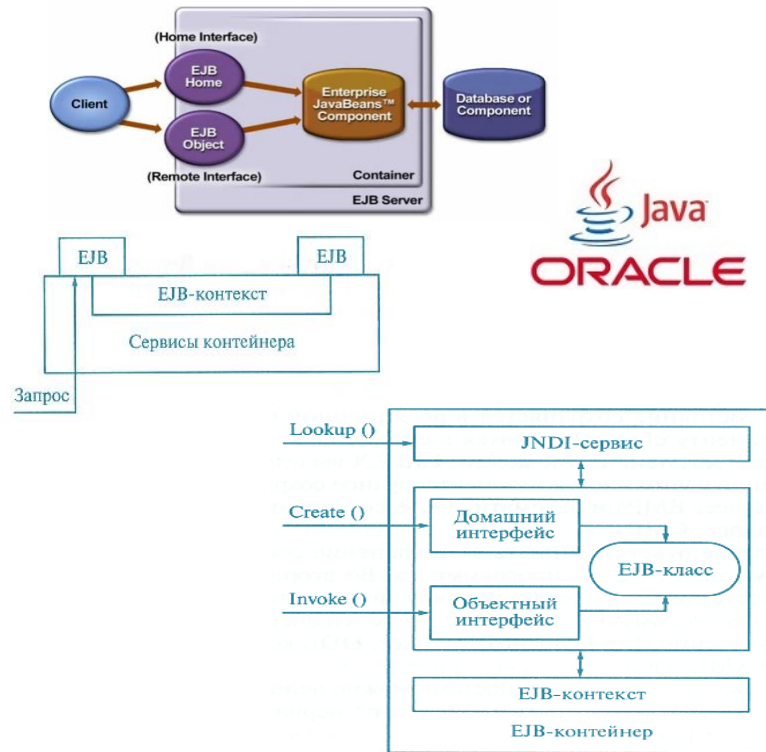 (Home Interface)
EJB
Home
Client
Enterprise
JavaBeans™
Component
Database or
Component
EJB
Object
(Remote Interface)
Container
EJB Server
Java
ORACLE
EJB
EJB
EJB-контекст
Сервисы контейнера
Запрос
Lookup ()
JNDI-сервис
Create ()
Домашний
интерфейс
EJB-класс
Invoke ()
Объектный
интерфейс
EJB-контекст
EJB-контейнер